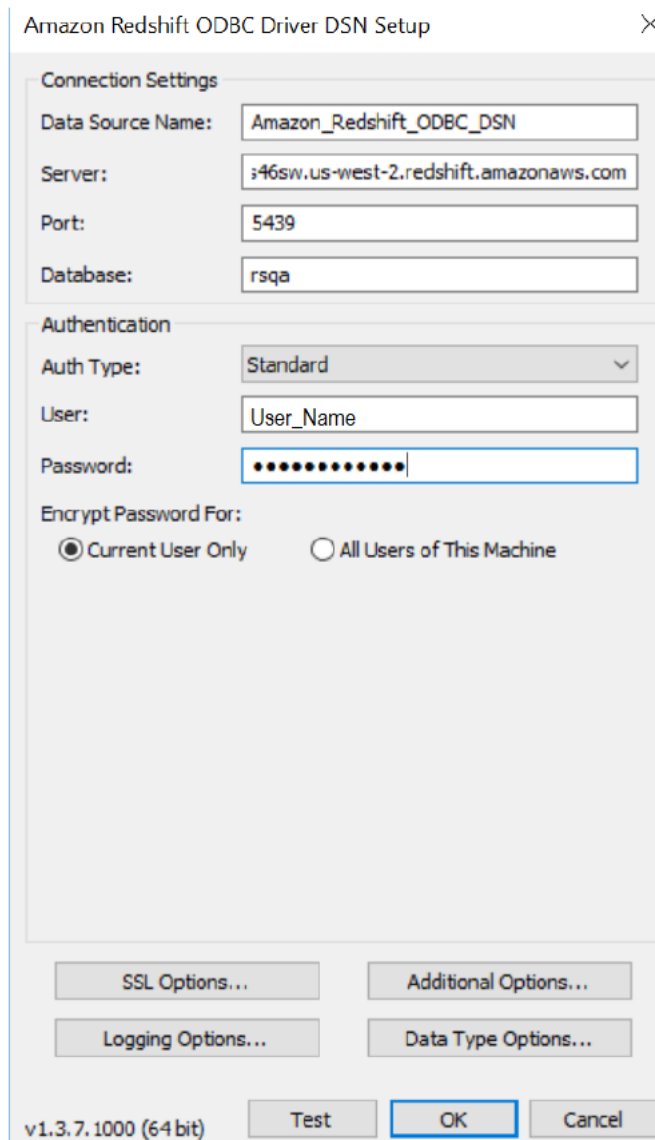 Amazon Redshift ODBC Driver DSN Setup
Connection Settings
Data Source Name: Amazon_Redshift_ODBC_DSN
Server: s46sw.us-west-2.redshift.amazonaws.com
Port: 5439
Database: rsqa
Authentication
Auth Type: Standard
User: User_Name
Password: ••••••••••••
Encrypt Password For:
Current User Only All Users of This Machine
SSL Options... Additional Options...
Logging Options... Data Type Options...
v1.3.7.1000 (64 bit) Test OK Cancel